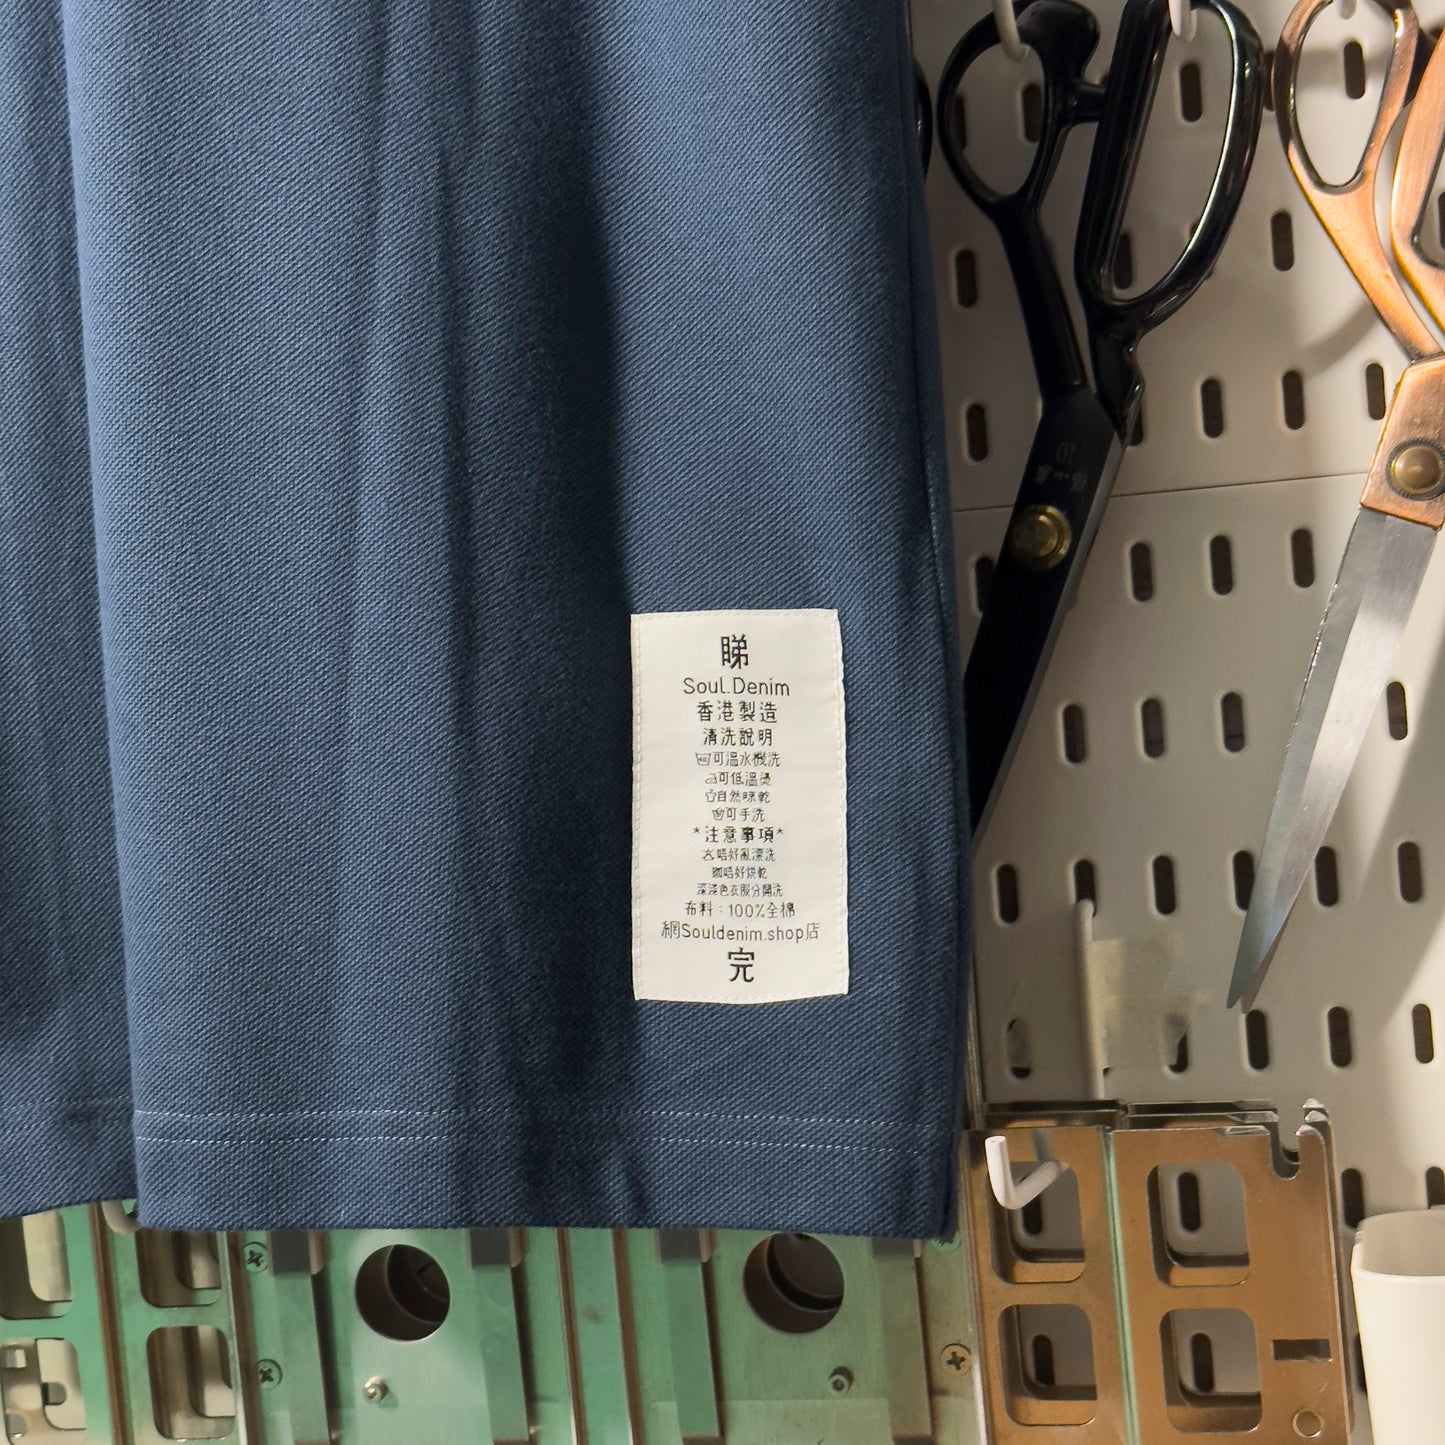 睇
Soul.Denim
香港製造
清洗說明
可溫水機洗
可低溫燙
自然晾乾
可手洗
*注意事項*
唔好亂漂洗
唔好烘乾
深淺色衣服分開洗
布料：100%全棉
網Souldenim.shop店
完